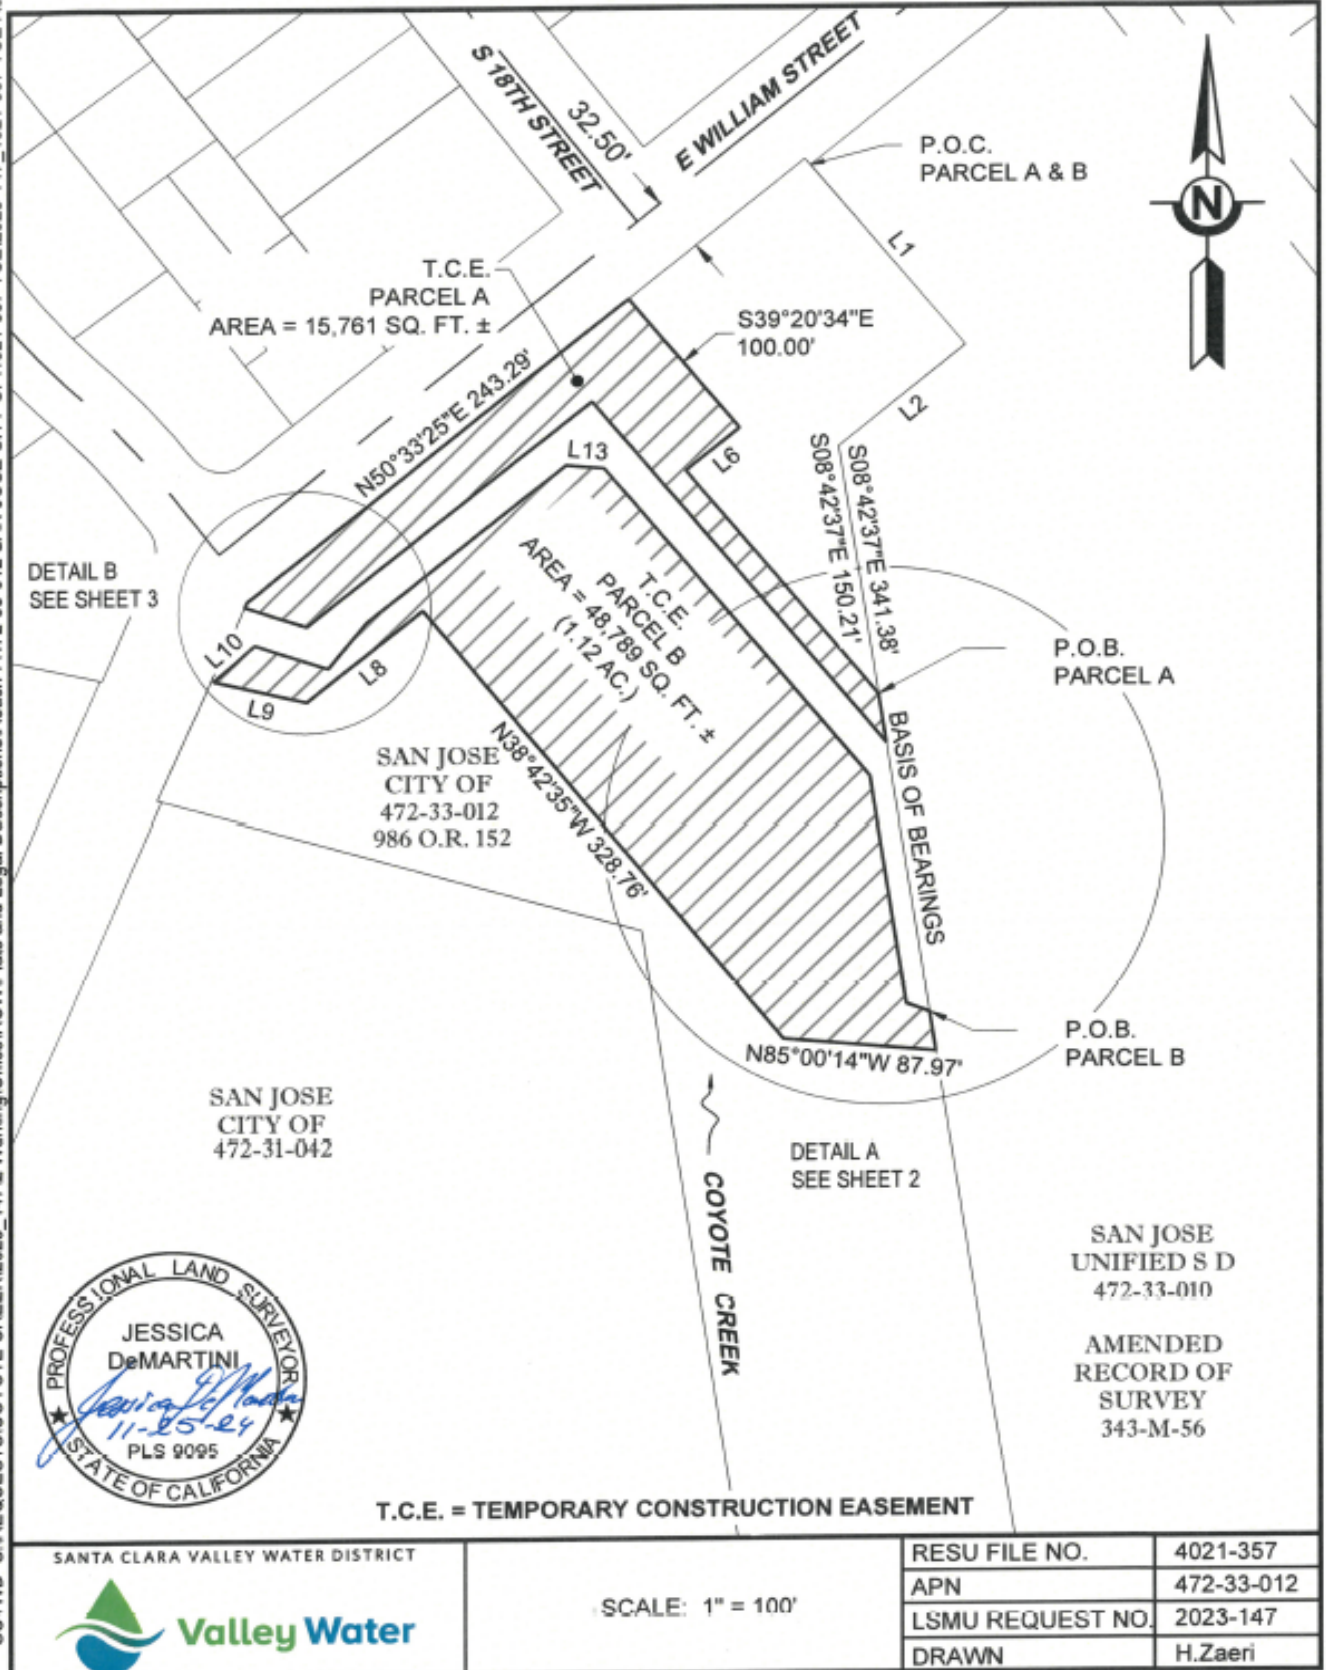 S 18TH STREET
32.50'
E WILLIAM STREET
P.O.C.
PARCEL A & B
N
L1
T.C.E.
PARCEL A
AREA = 15,761 SQ. FT. ±
S39°20'34"E
100.00'
L2
N50°33'25"E 243.29'
L13
L6
S08°42'37"E 341.38'
S08°42'37"E 150.21'
DETAIL B
SEE SHEET 3
T.C.E.
PARCEL B
AREA = 48,789 SQ. FT. ±
(1.12 AC.)
L10
L8
L9
P.O.B.
PARCEL A
BASIS OF BEARINGS
SAN JOSE
CITY OF
472-33-012
986 O.R. 152
N38°42'35"W 328.76'
P.O.B.
PARCEL B
N85°00'14"W 87.97'
SAN JOSE
CITY OF
472-31-042
DETAIL A
SEE SHEET 2
COYOTE CREEK
SAN JOSE
UNIFIED S D
472-33-010
AMENDED
RECORD OF
SURVEY
343-M-56
PROFESSIONAL LAND SURVEYOR
JESSICA
DeMARTINI
11-25-24
PLS 9095
STATE OF CALIFORNIA
T.C.E. = TEMPORARY CONSTRUCTION EASEMENT
SANTA CLARA VALLEY WATER DISTRICT
Valley Water
SCALE: 1" = 100'
RESU FILE NO. 4021-357
APN 472-33-012
LSMU REQUEST NO. 2023-147
DRAWN H.Zaeri